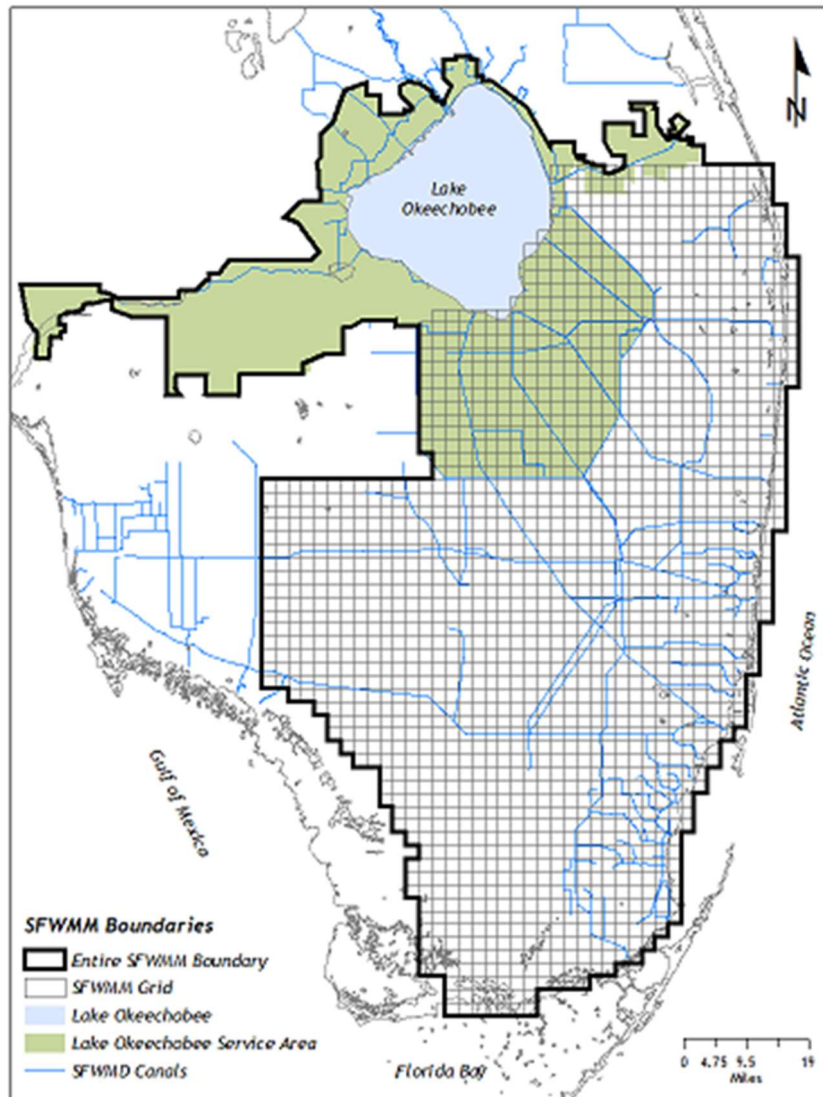 N
Lake
Okeechobee
Atlantic Ocean
Gulf of Mexico
SFWMM Boundaries
Entire SFWMM Boundary
SFWMM Grid
Lake Okeechobee
Lake Okeechobee Service Area
SFWMD Canals
Florida Bay
0 4.75 9.5 19
Miles